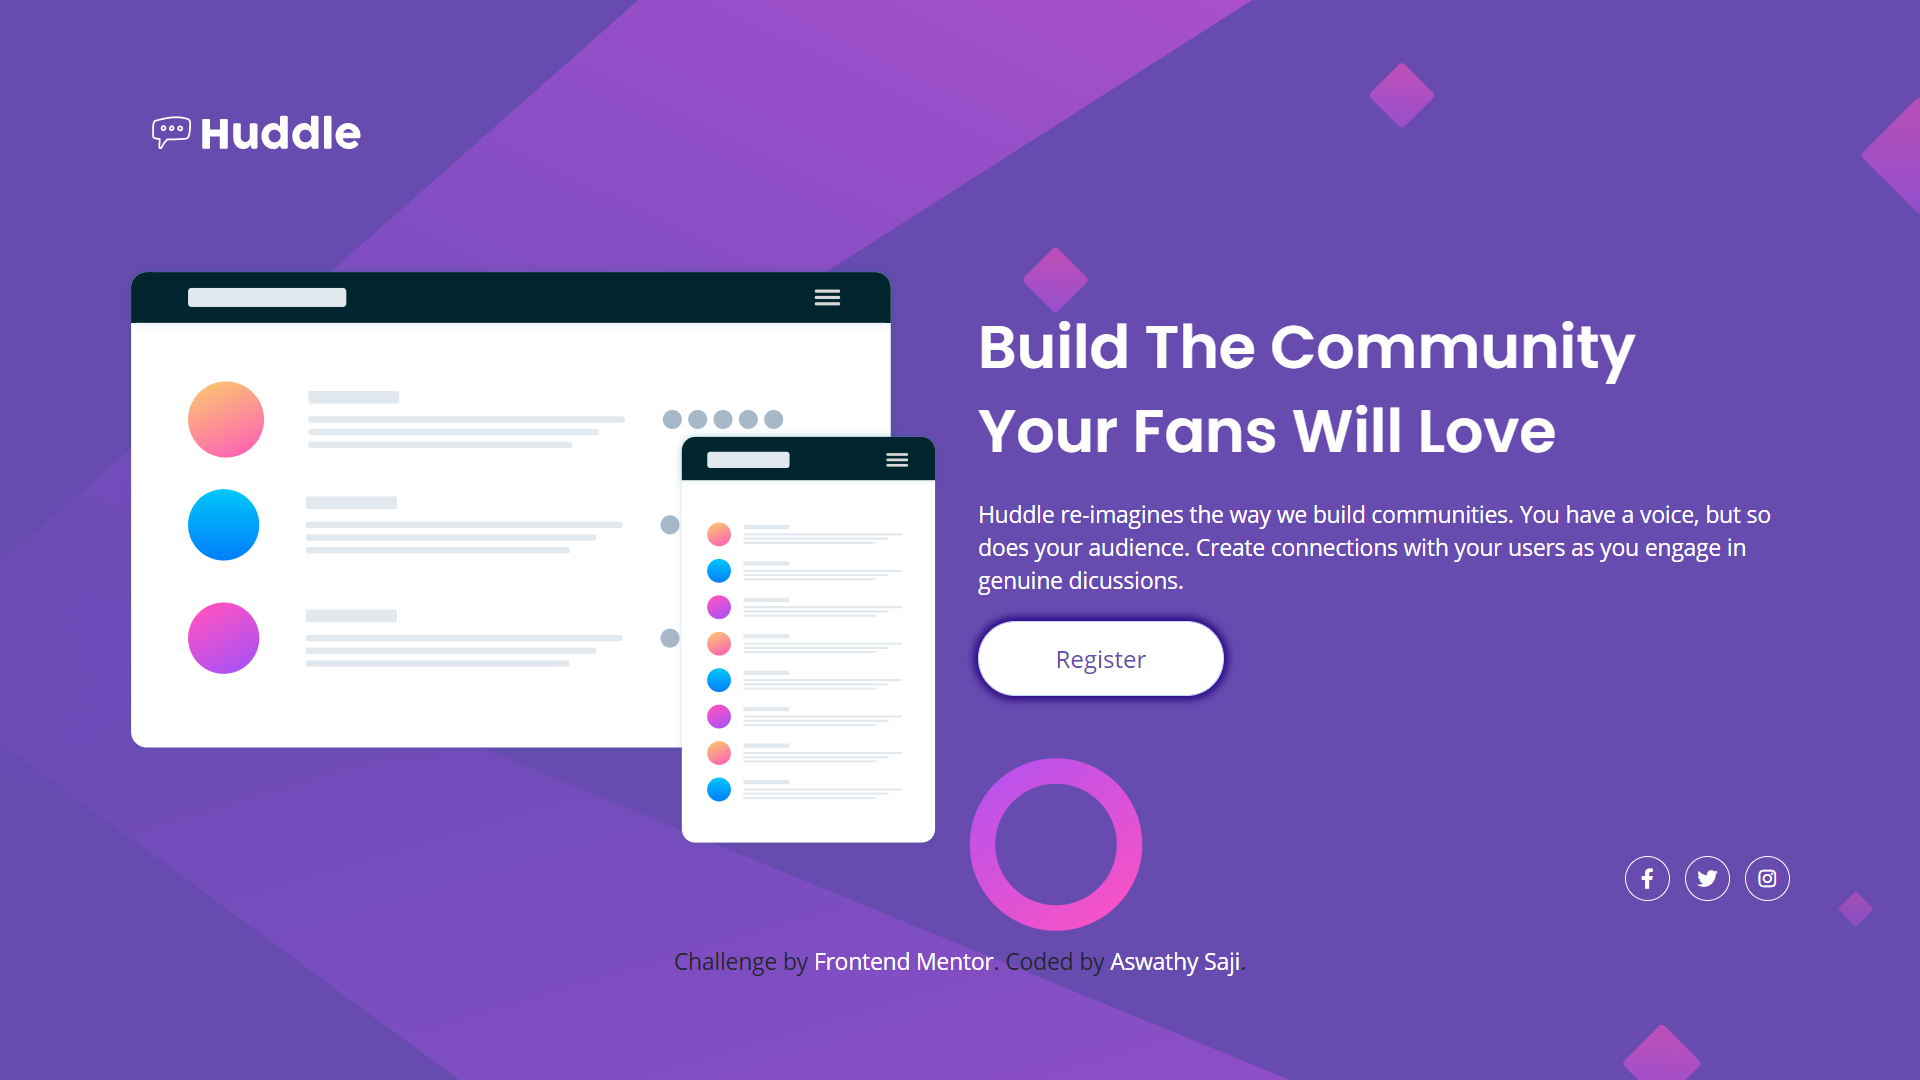 Huddle
Build The Community
Your Fans Will Love
Huddle re-imagines the way we build communities. You have a voice, but so
does your audience. Create connections with your users as you engage in
genuine dicussions.
Register
Challenge by Frontend Mentor. Coded by Aswathy Saji.